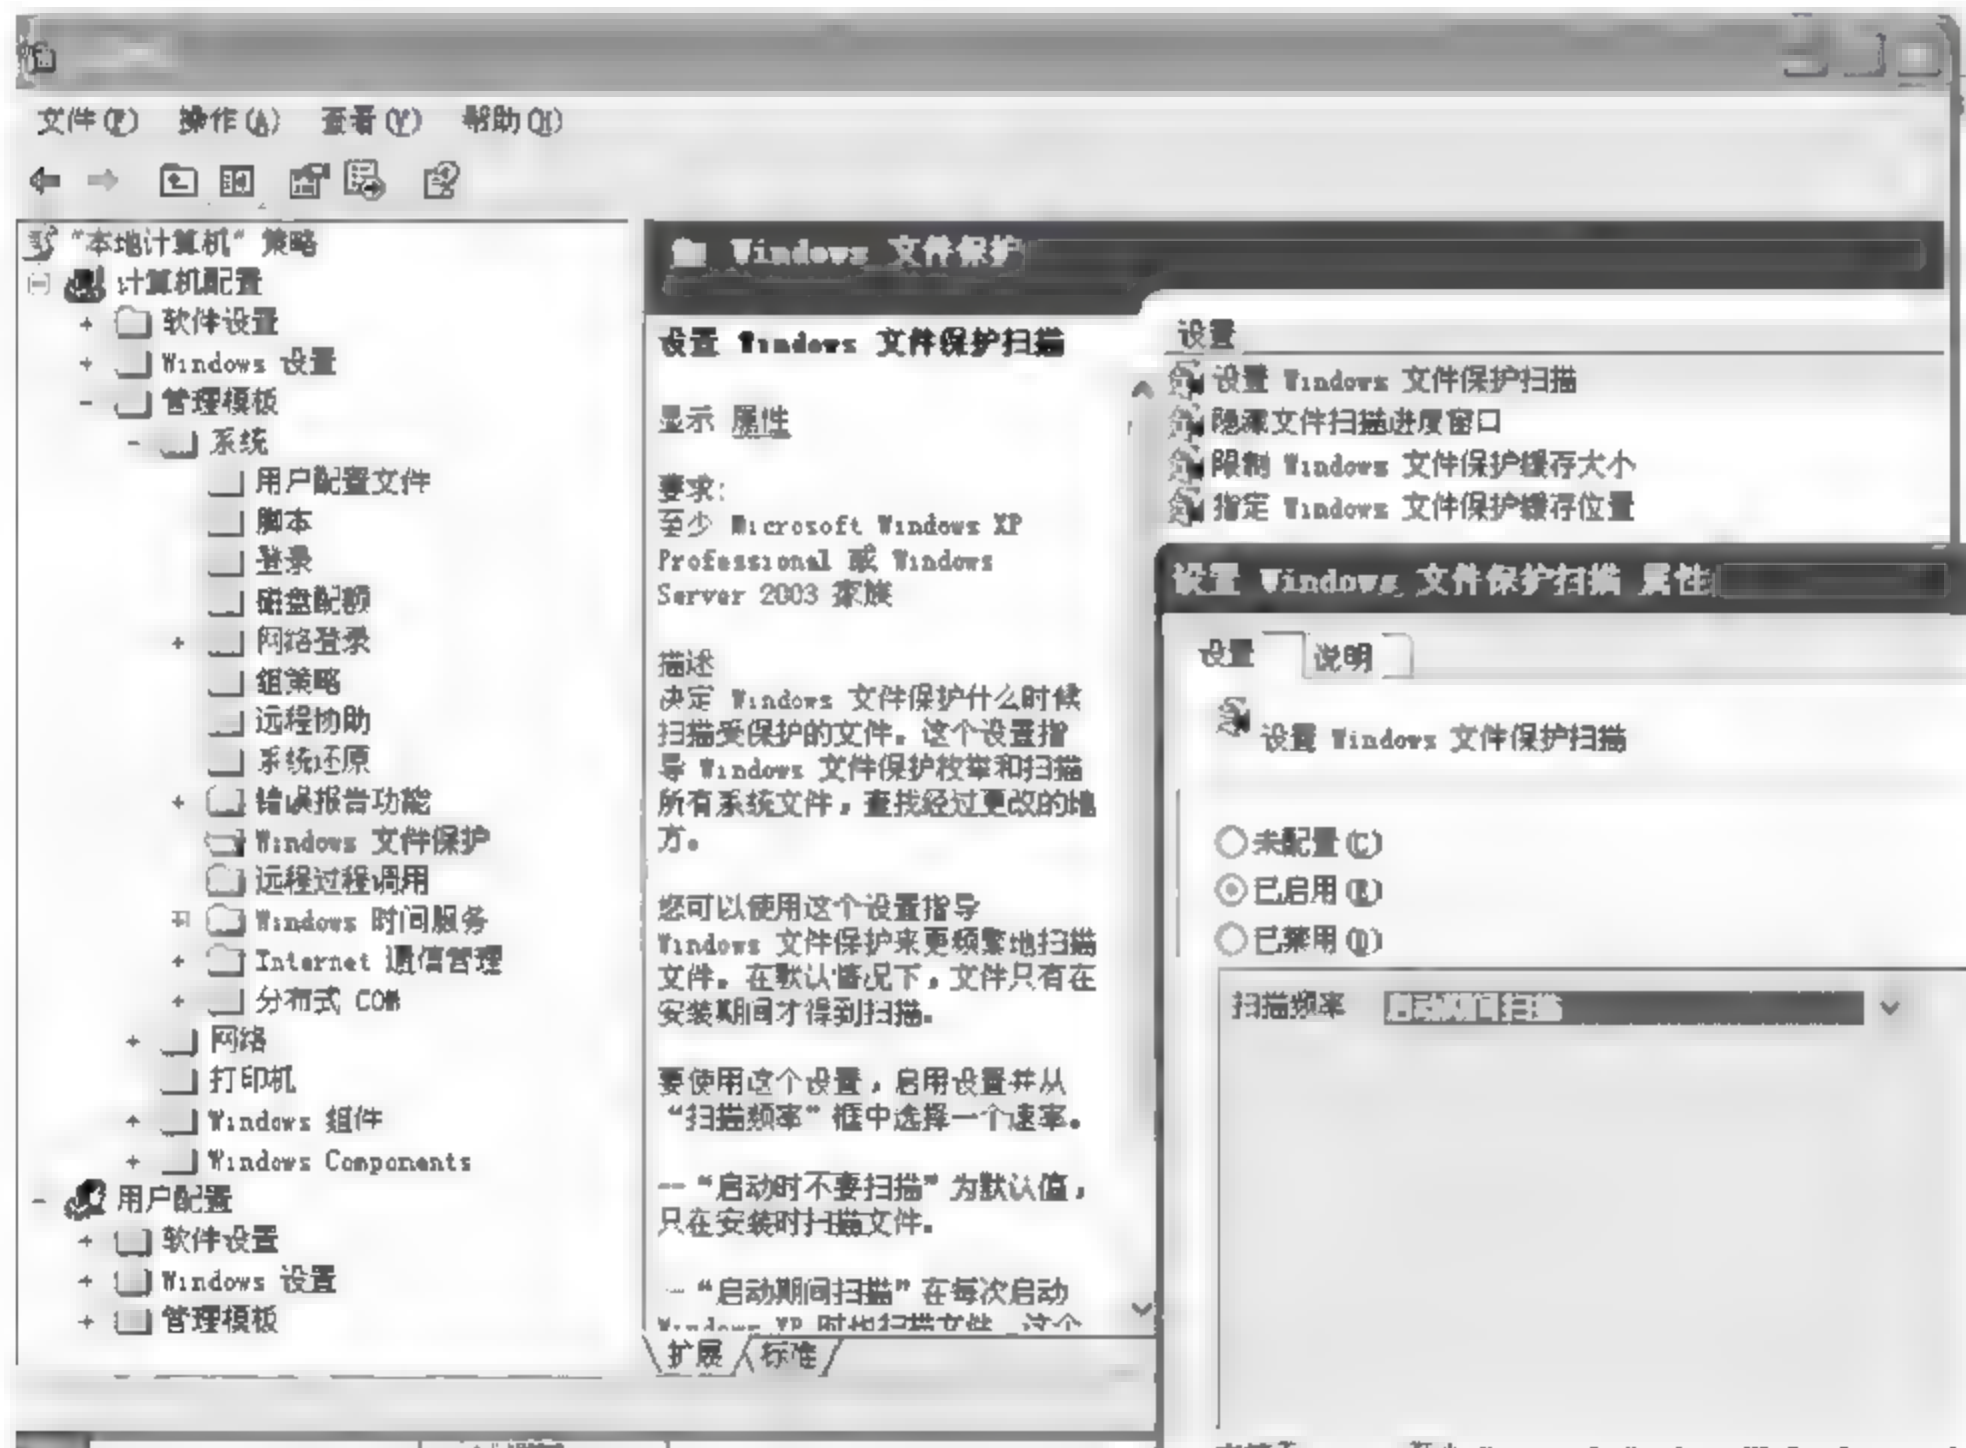 文件(F) 操作(A) 查看(V) 帮助(H)
“本地计算机” 策略
计算机配置
软件设置
Windows 设置
管理模板
系统
用户配置文件
脚本
登录
磁盘配额
网络登录
组策略
远程协助
系统还原
错误报告功能
Windows 文件保护
远程过程调用
Windows 时间服务
Internet 通信管理
分布式 COM
网络
打印机
Windows 组件
Windows Components
用户配置
软件设置
Windows 设置
管理模板
Windows 文件保护
设置 Windows 文件保护扫描
显示 属性
要求:
至少 Microsoft Windows XP
Professional 或 Windows
Server 2003 家族
描述
决定 Windows 文件保护什么时候
扫描受保护的文件。这个设置指
导 Windows 文件保护枚举和扫描
所有系统文件，查找经过更改的地
方。
您可以使用这个设置指导
Windows 文件保护来更频繁地扫描
文件。在默认情况下，文件只有在
安装期间才得到扫描。
要使用这个设置，启用设置并从
“扫描频率”框中选择一个速率。
--“启动时不要扫描”为默认值，
只在安装时扫描文件。
--“启动期间扫描”在每次启动
Windows XP 时扫描文件 这个
扩展 标准
设置
设置 Windows 文件保护扫描
隐藏文件扫描进度窗口
限制 Windows 文件保护缓存大小
指定 Windows 文件保护缓存位置
设置 Windows 文件保护扫描 属性
设置 说明
设置 Windows 文件保护扫描
未配置(C)
已启用(E)
已禁用(D)
扫描频率 启动期间扫描